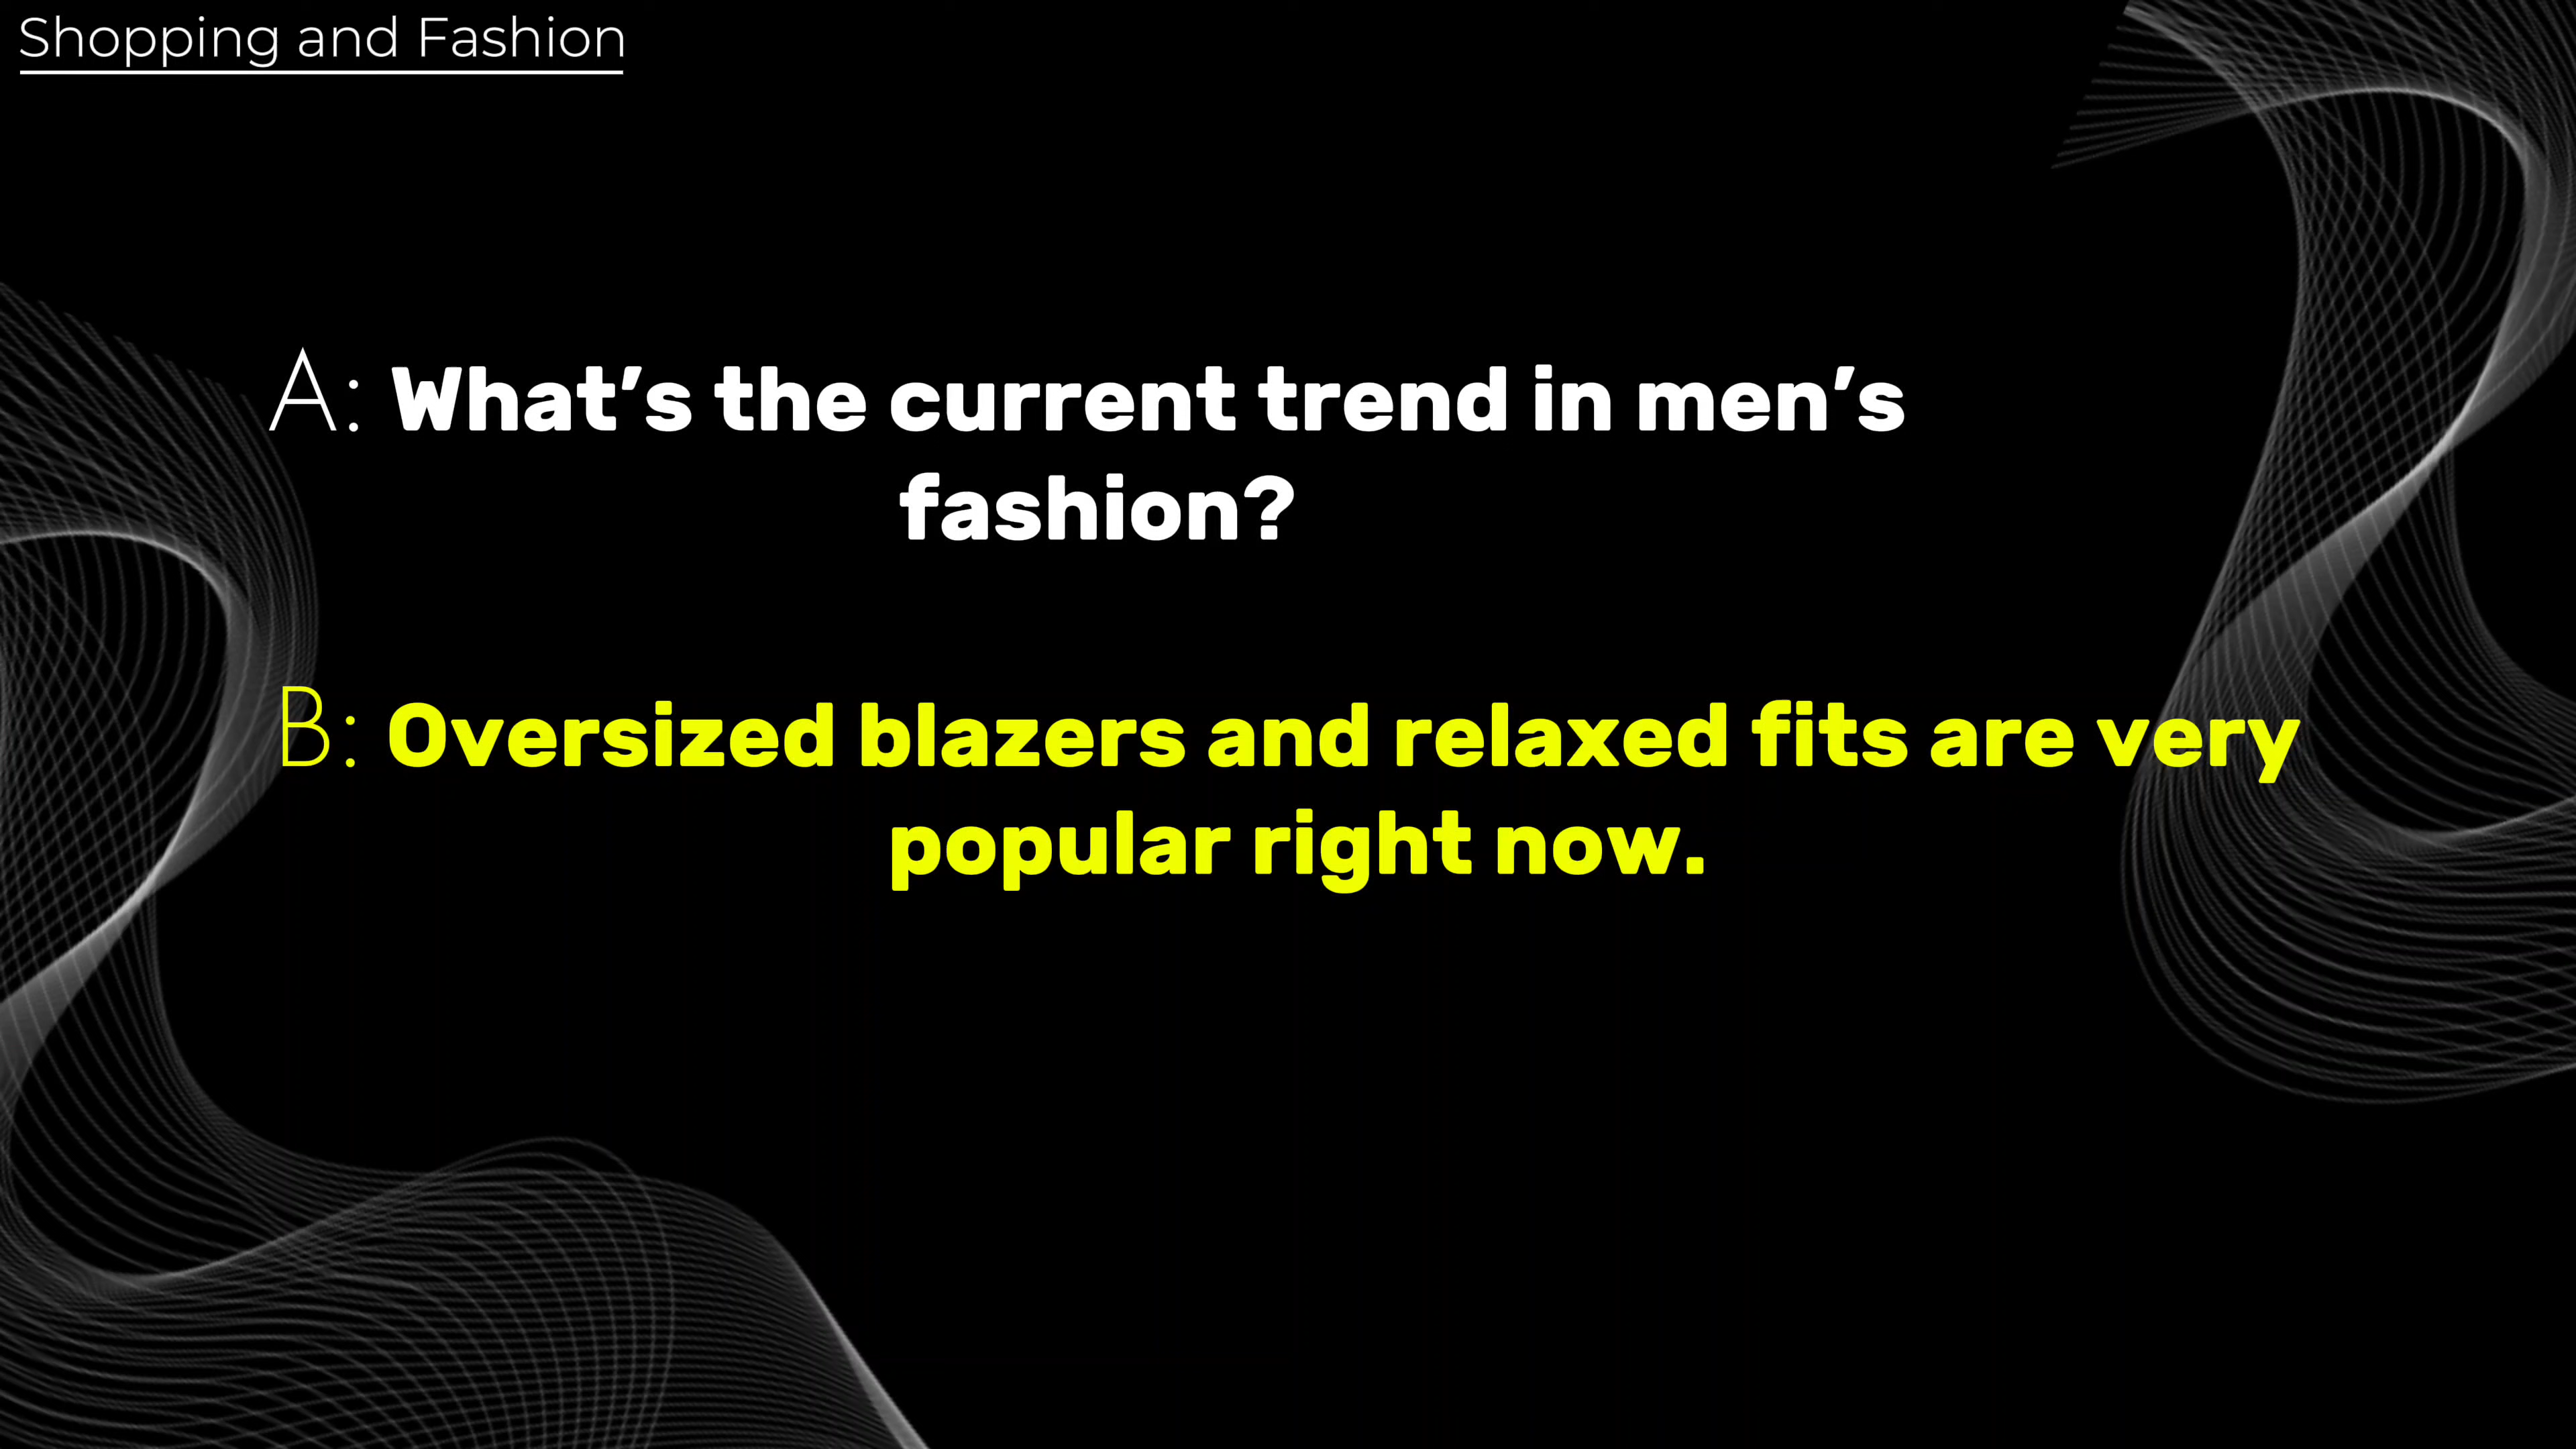 Shopping and Fashion
A: What’s the current trend in men’s
fashion?
B: Oversized blazers and relaxed fits are very
popular right now.